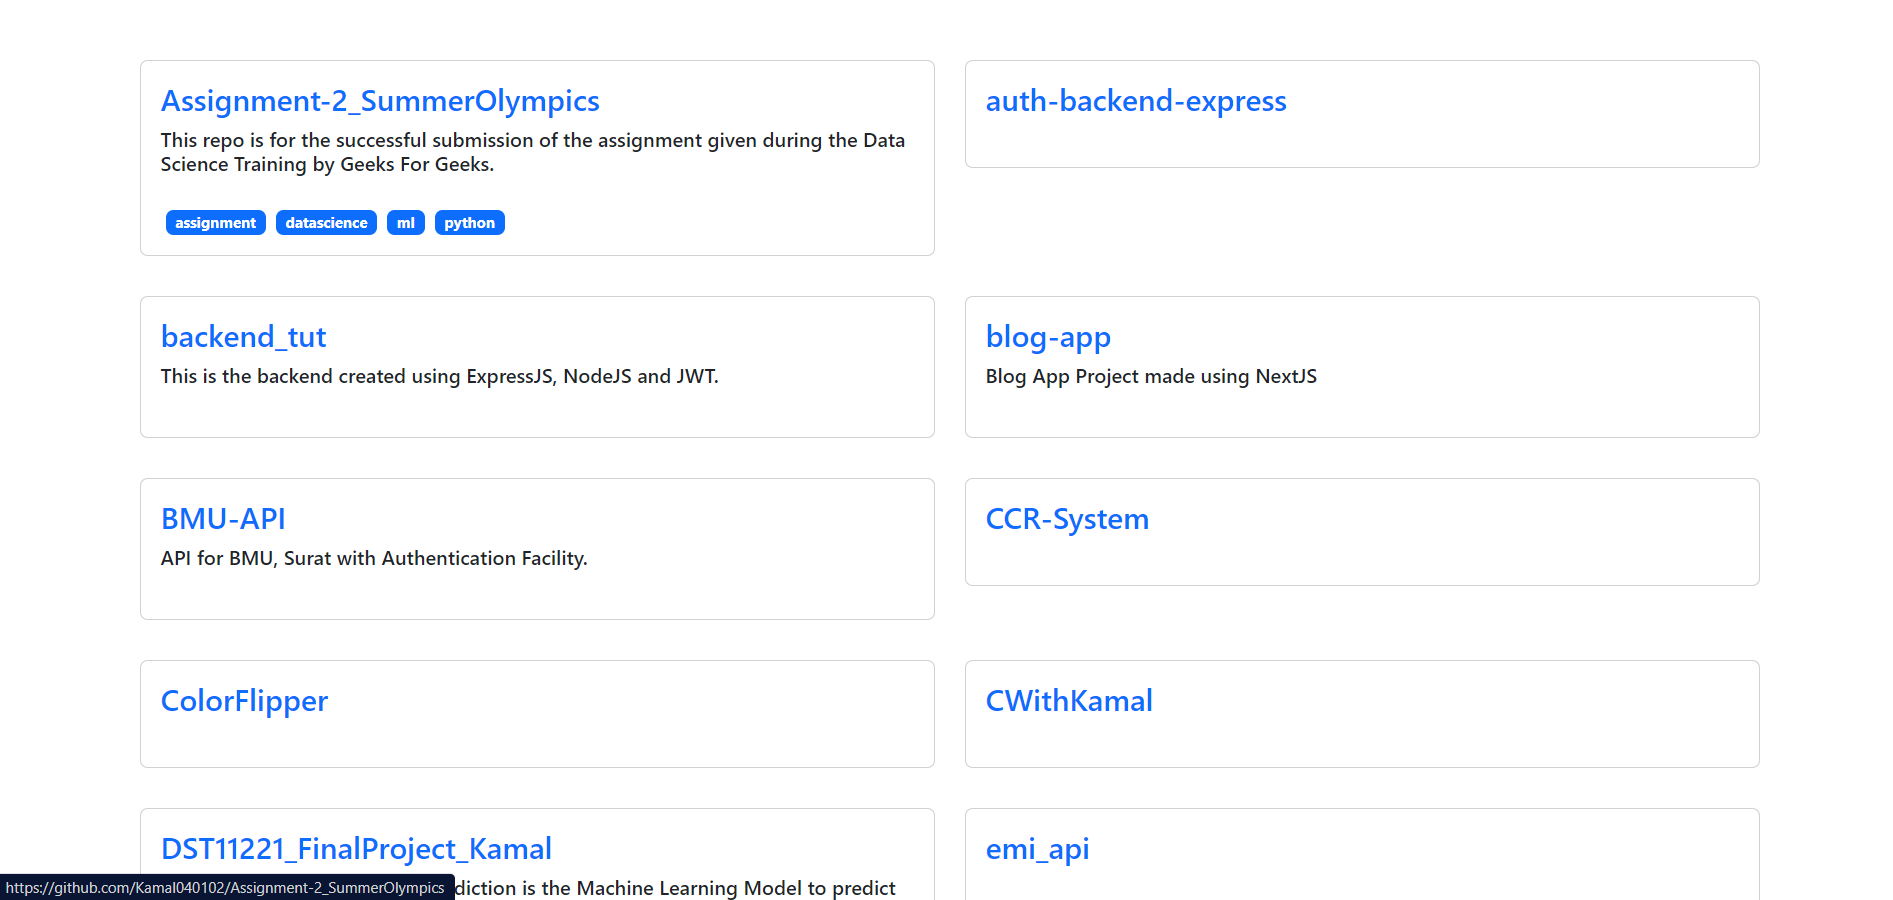 Assignment-2_SummerOlympics
This repo is for the successful submission of the assignment given during the Data
Science Training by Geeks For Geeks.
assignment datascience ml python
auth-backend-express
backend_tut
This is the backend created using ExpressJS, NodeJS and JWT.
blog-app
Blog App Project made using NextJS
BMU-API
API for BMU, Surat with Authentication Facility.
CCR-System
ColorFlipper
CWithKamal
DST11221_FinalProject_Kamal
diction is the Machine Learning Model to predict
emi_api
https://github.com/Kamal040102/Assignment-2_SummerOlympics